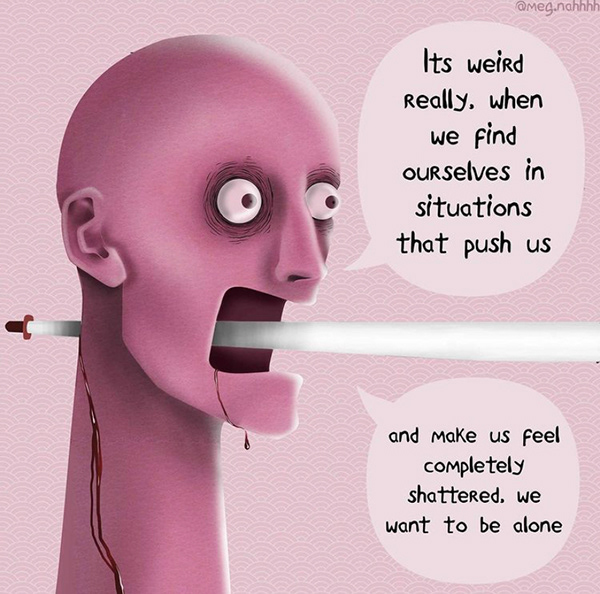 @meg.nahhhh
Its weird
Really, when
we find
ourselves in
situations
that push us
and make us feel
completely
shattered. we
want to be alone